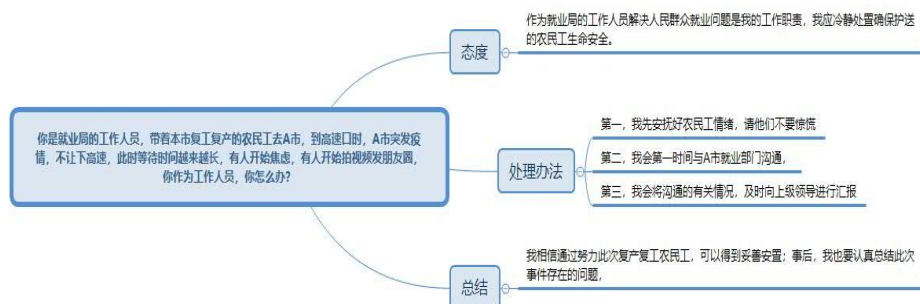 作为就业局的工作人员解决人民群众就业问题是我的工作职责，我应冷静处置确保护送
的农民工生命安全。
态度
你是就业局的工作人员，带着本市复工复产的农民工去A市，到高速口时，A市突发疫
情，不让下高速，此时等待时间越来越长，有人开始焦虑，有人开始拍视频发朋友圈，
你作为工作人员，你怎么办？
处理办法
第一，我先安抚好农民工情绪，请他们不要惊慌
第二，我会第一时间与A市就业部门沟通，
第三，我会将沟通的有关情况，及时向上级领导进行汇报
我相信通过努力此次复产复工农民工，可以得到妥善安置；事后，我也要认真总结此次
事件存在的问题，
总结